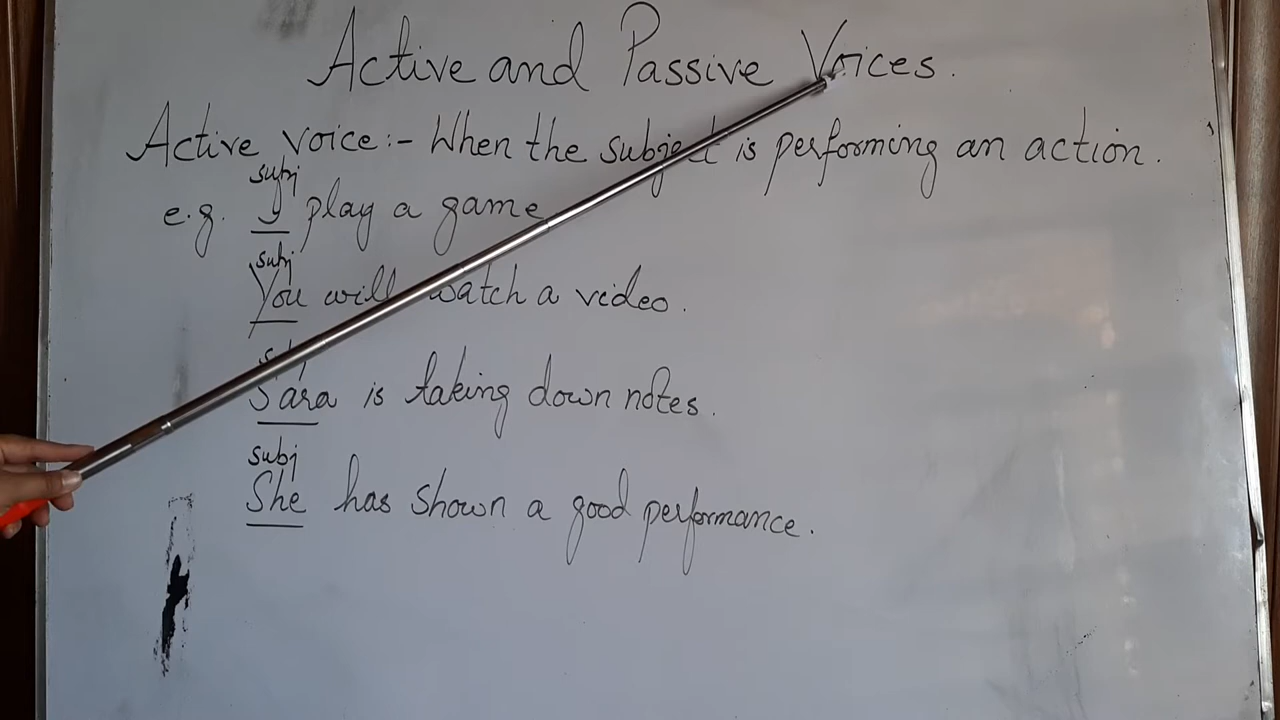 Active and Passive Voices.
Active voice:- When the subject is performing an action.
subj
e.g. I play a game
subj
You will watch a video.
Sara is taking down notes.
subj
She has shown a good performance.